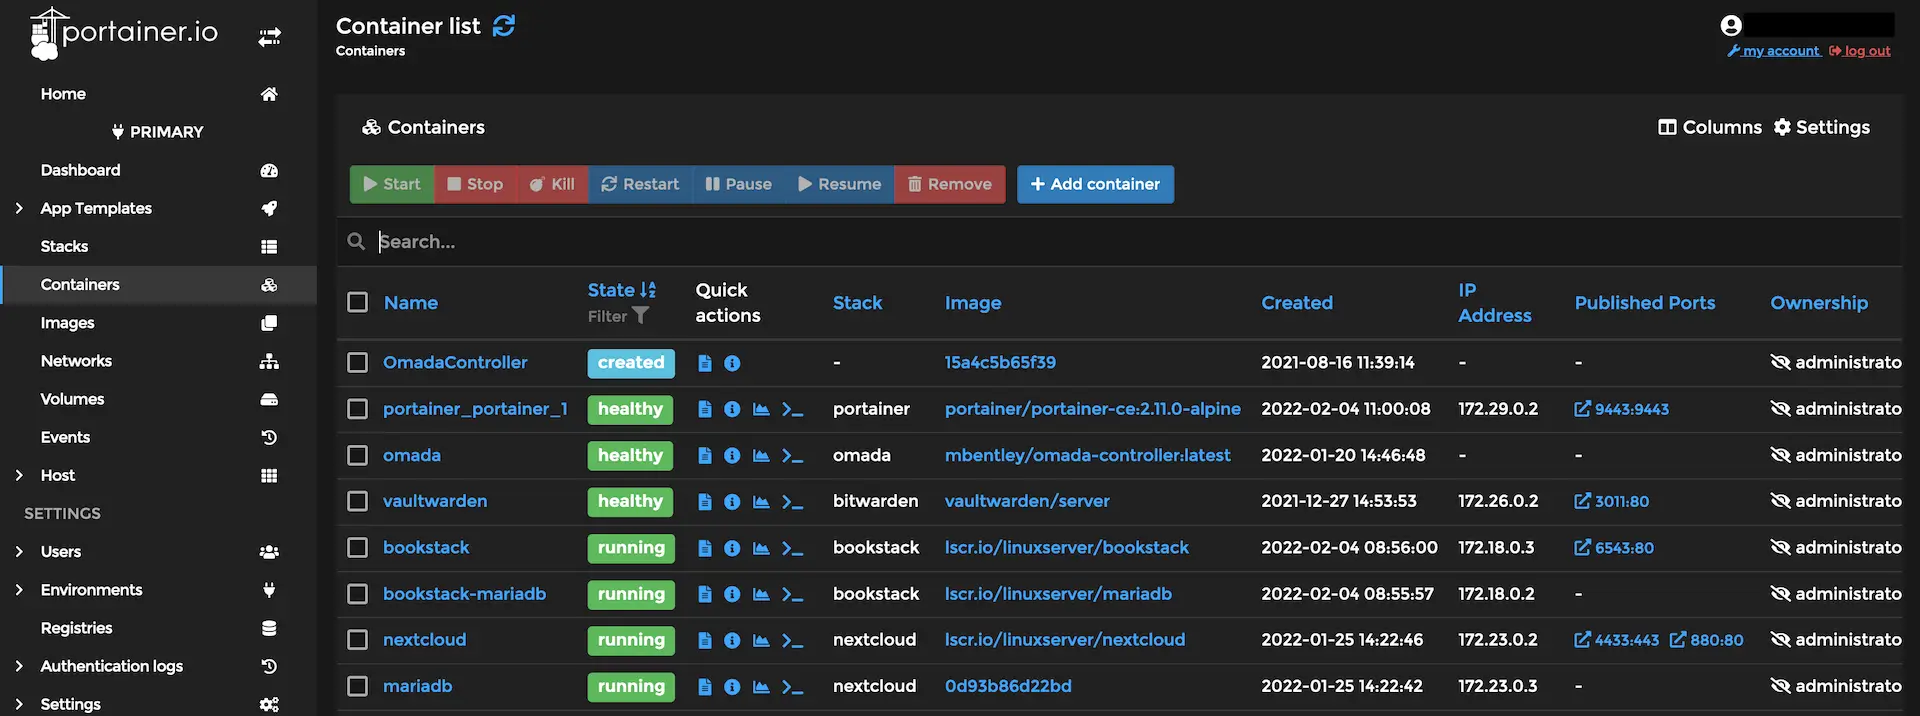 portainer.io
Home
PRIMARY
Dashboard
App Templates
Stacks
Containers
Images
Networks
Volumes
Events
Host
SETTINGS
Users
Environments
Registries
Authentication logs
Settings
Container list
Containers
my account log out
Containers
Columns Settings
Start Stop Kill Restart Pause Resume Remove Add container
Search...
Name State Filter Quick actions Stack Image Created IP Address Published Ports Ownership
OmadaController created - 15a4c5b65f39 2021-08-16 11:39:14 - - administrato
portainer_portainer_1 healthy portainer portainer/portainer-ce:2.11.0-alpine 2022-02-04 11:00:08 172.29.0.2 9443:9443 administrato
omada healthy omada mbentley/omada-controller:latest 2022-01-20 14:46:48 - - administrato
vaultwarden healthy bitwarden vaultwarden/server 2021-12-27 14:53:53 172.26.0.2 3011:80 administrato
bookstack running bookstack lscr.io/linuxserver/bookstack 2022-02-04 08:56:00 172.18.0.3 6543:80 administrato
bookstack-mariadb running bookstack lscr.io/linuxserver/mariadb 2022-02-04 08:55:57 172.18.0.2 - administrato
nextcloud running nextcloud lscr.io/linuxserver/nextcloud 2022-01-25 14:22:46 172.23.0.2 4433:443 880:80 administrato
mariadb running nextcloud 0d93b86d22bd 2022-01-25 14:22:42 172.23.0.3 - administrato